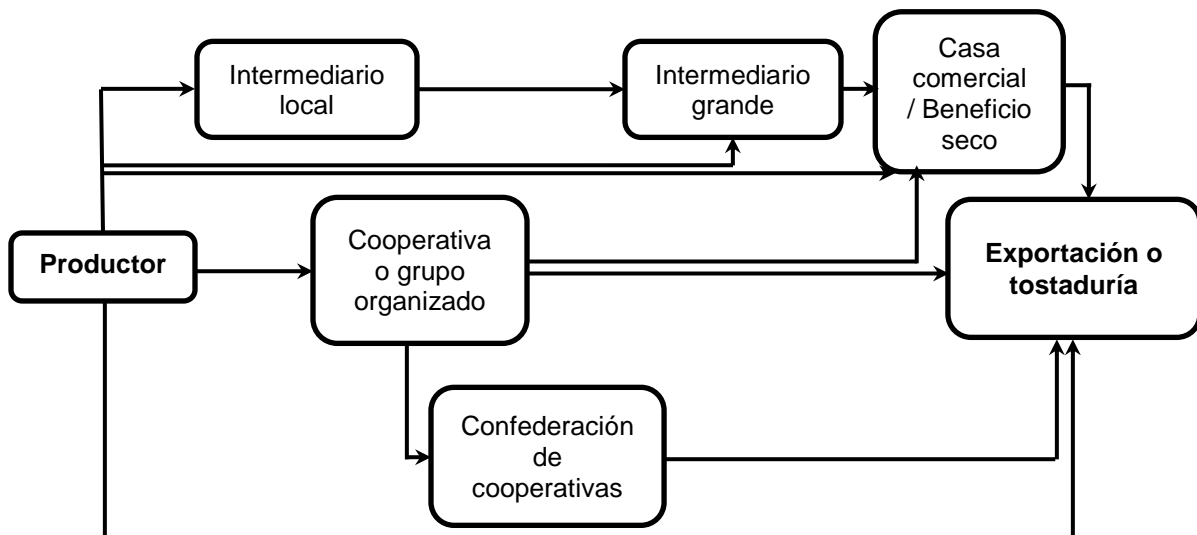 Intermediario
local
Intermediario
grande
Casa
comercial
/ Beneficio
seco
Productor
Cooperativa
o grupo
organizado
Exportación o
tostaduría
Confederación
de
cooperativas